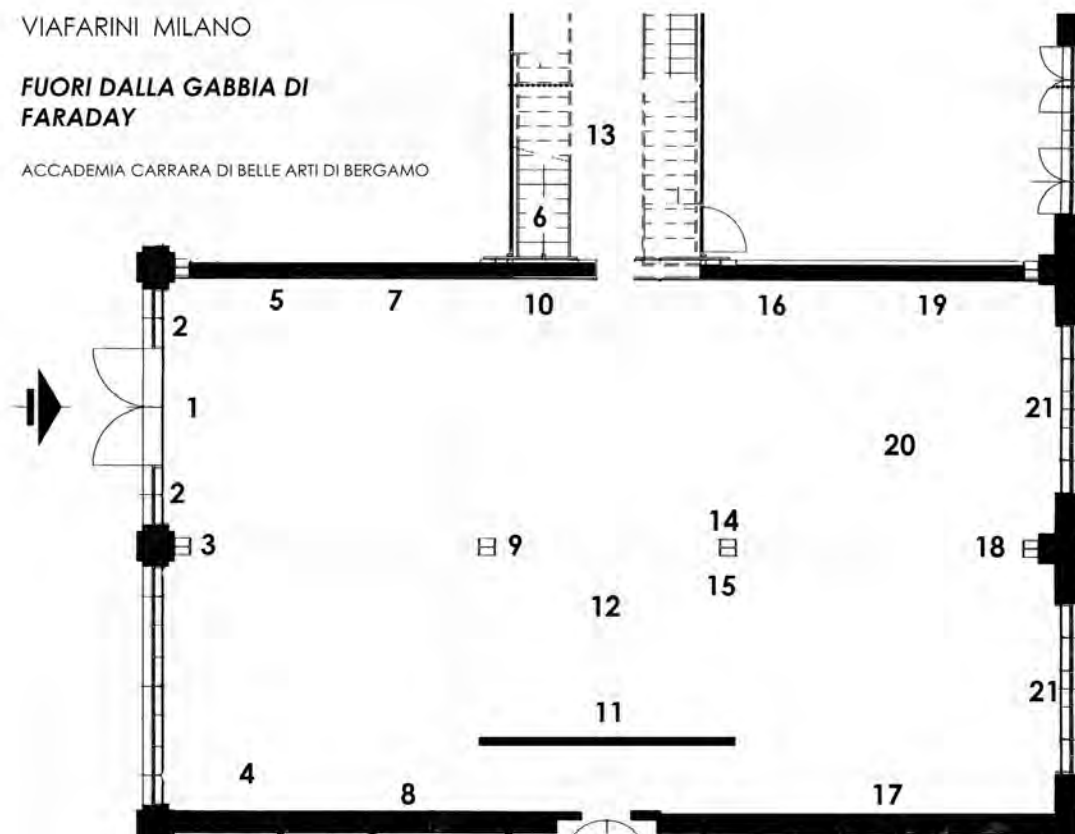 VIAFARINI MILANO
FUORI DALLA GABBIA DI
FARADAY
ACCADEMIA CARRARA DI BELLE ARTI DI BERGAMO
13
6
5 7 10 16 19
2
1 21
20
2
14
3 9 18
15
12
21
11
4
8 17